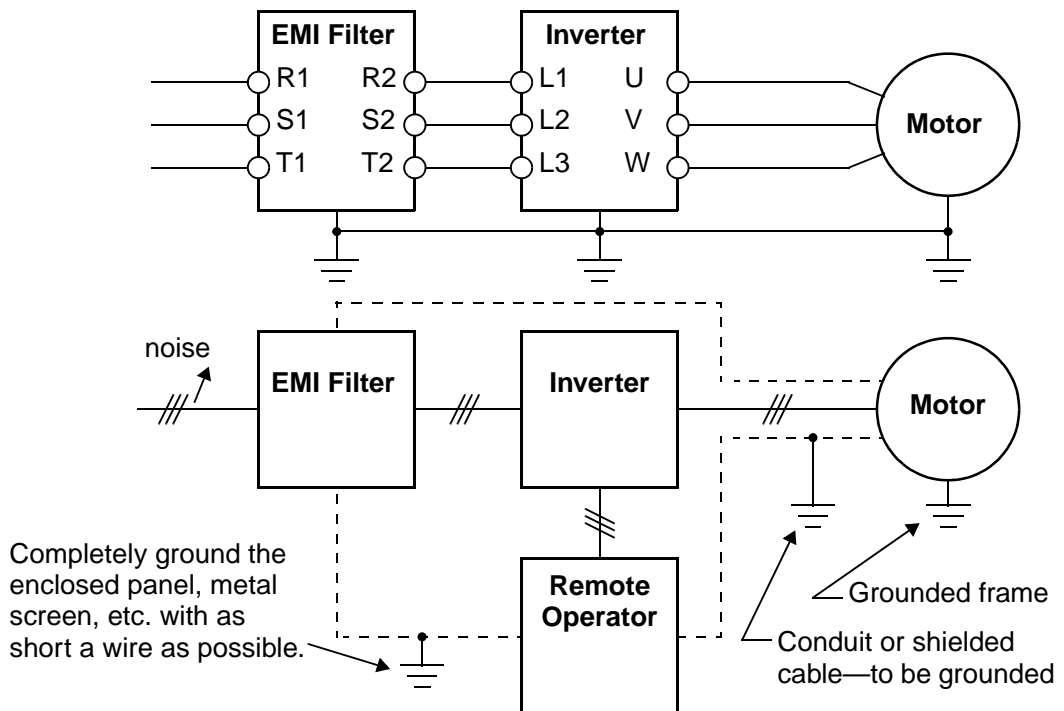 EMI Filter
Inverter
R1 R2 L1 U
S1 S2 L2 V
T1 T2 L3 W
Motor
noise
EMI Filter
Inverter
Motor
Completely ground the
enclosed panel, metal
screen, etc. with as
short a wire as possible.
Remote
Operator
Grounded frame
Conduit or shielded
cable—to be grounded